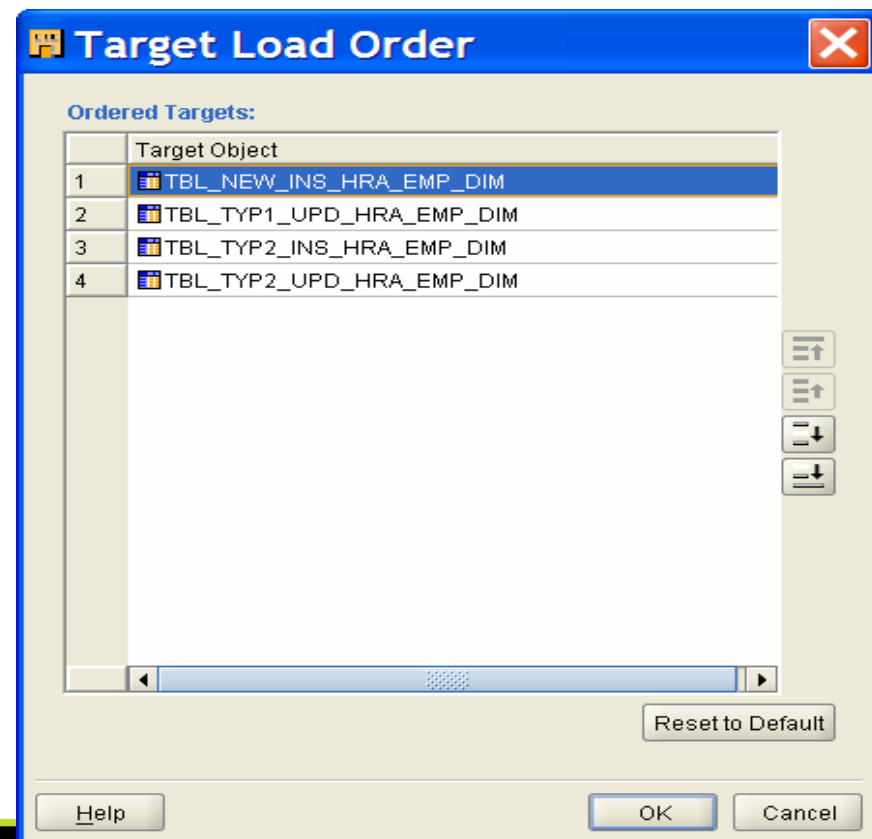 Target Load Order
Ordered Targets:
Target Object
1 TBL_NEW_INS_HRA_EMP_DIM
2 TBL_TYP1_UPD_HRA_EMP_DIM
3 TBL_TYP2_INS_HRA_EMP_DIM
4 TBL_TYP2_UPD_HRA_EMP_DIM
Reset to Default
Help OK Cancel